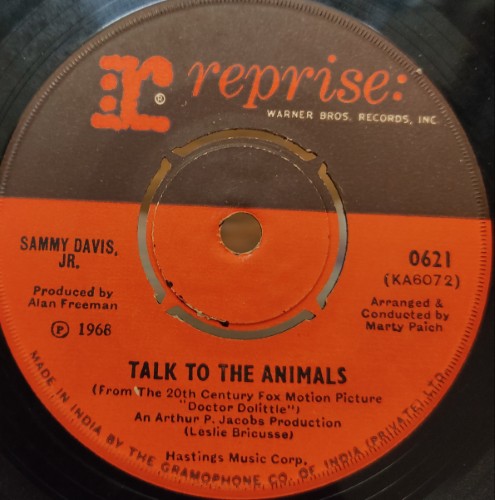 r® reprise:
WARNER BROS. RECORDS, INC.
SAMMY DAVIS,
JR.
0621
(KA6072)
Produced by
Alan Freeman
Arranged &
Conducted by
Marty Paich
℗ 1968
TALK TO THE ANIMALS
(From The 20th Century Fox Motion Picture
"Doctor Dolittle")
An Arthur P. Jacobs Production
(Leslie Bricusse)
Hastings Music Corp.
MADE IN INDIA BY THE GRAMOPHONE CO. OF INDIA (PRIVATE) LTD.